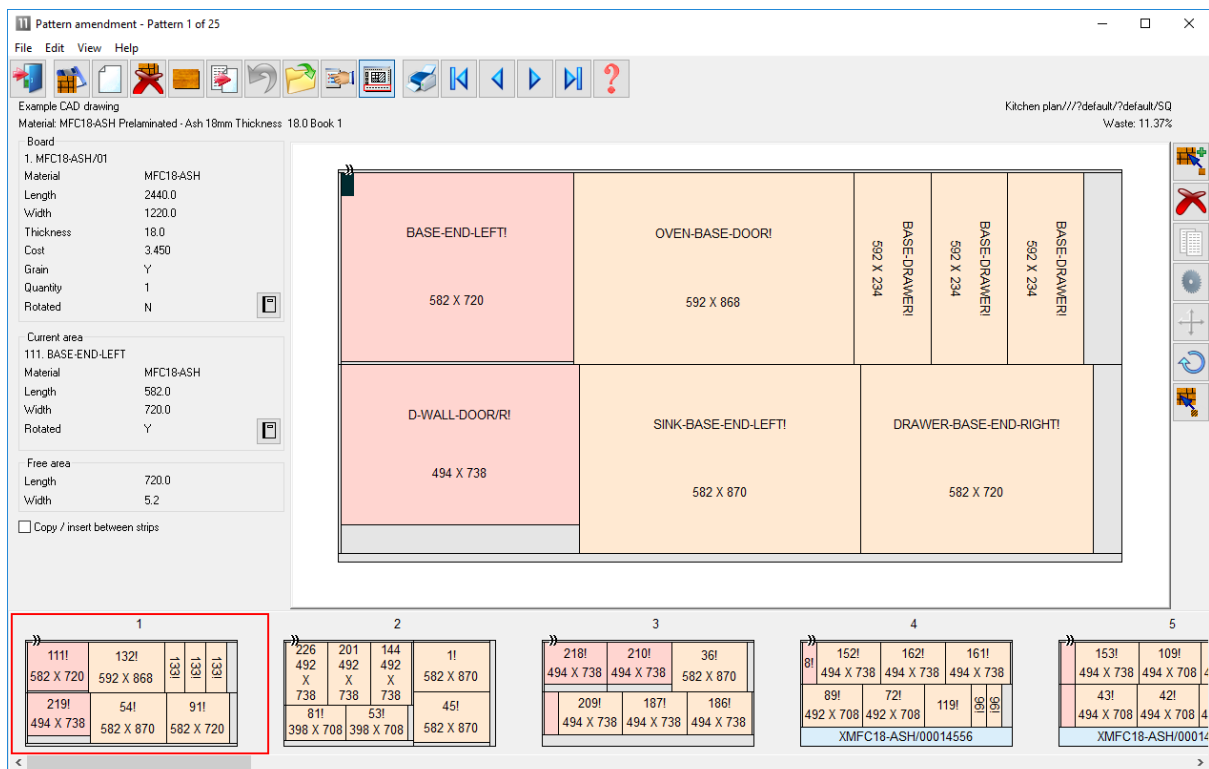 Pattern amendment - Pattern 1 of 25
File Edit View Help
Example CAD drawing
Kitchen plan///?default/?default/SQ
Material: MFC18-ASH Prelaminated - Ash 18mm Thickness 18.0 Book 1
Waste: 11.37%
Board
1. MFC18-ASH/01
Material MFC18-ASH
Length 2440.0
Width 1220.0
Thickness 18.0
Cost 3.450
Grain Y
Quantity 1
Rotated N
Current area
111. BASE-END-LEFT
Material MFC18-ASH
Length 582.0
Width 720.0
Rotated Y
Free area
Length 720.0
Width 5.2
Copy / insert between strips
BASE-END-LEFT!
582 X 720
OVEN-BASE-DOOR!
592 X 868
BASE-DRAWER!
592 X 234
BASE-DRAWER!
592 X 234
BASE-DRAWER!
592 X 234
D-WALL-DOOR/R!
494 X 738
SINK-BASE-END-LEFT!
582 X 870
DRAWER-BASE-END-RIGHT!
582 X 720
1
111!
582 X 720
132!
592 X 868
133!
133!
133!
219!
494 X 738
54!
582 X 870
91!
582 X 720
2
226
492
X
738
201
492
X
738
144
492
X
738
1!
582 X 870
81!
398 X 708
53!
398 X 708
45!
582 X 870
3
218!
494 X 738
210!
494 X 738
36!
582 X 870
209!
494 X 738
187!
494 X 738
186!
494 X 738
4
8!
152!
494 X 738
162!
494 X 738
161!
494 X 738
89!
492 X 708
72!
492 X 708
119!
96!
96!
XMFC18-ASH/00014556
5
153!
494 X 738
109!
494 X 708
43!
494 X 738
42!
494 X 708
XMFC18-ASH/00014